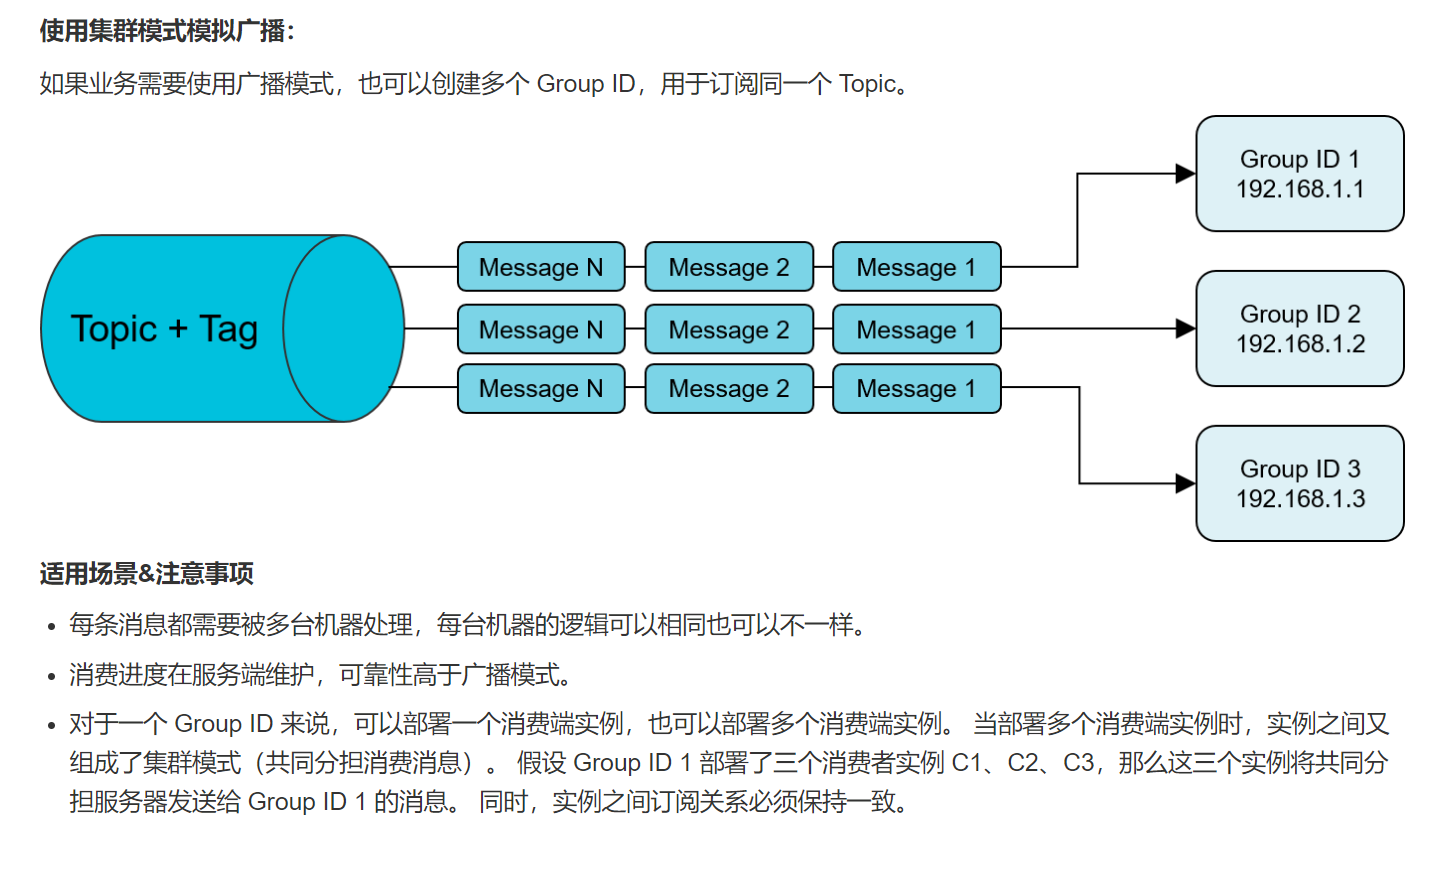 使用集群模式模拟广播：
如果业务需要使用广播模式，也可以创建多个 Group ID，用于订阅同一个 Topic。
Group ID 1
192.168.1.1
Message N Message 2 Message 1
Topic + Tag
Message N Message 2 Message 1
Group ID 2
192.168.1.2
Message N Message 2 Message 1
Group ID 3
192.168.1.3
适用场景&注意事项
• 每条消息都需要被多台机器处理，每台机器的逻辑可以相同也可以不一样。
• 消费进度在服务端维护，可靠性高于广播模式。
• 对于一个 Group ID 来说，可以部署一个消费端实例，也可以部署多个消费端实例。 当部署多个消费端实例时，实例之间又
组成了集群模式（共同分担消费消息）。 假设 Group ID 1 部署了三个消费者实例 C1、C2、C3，那么这三个实例将共同分
担服务器发送给 Group ID 1 的消息。 同时，实例之间订阅关系必须保持一致。